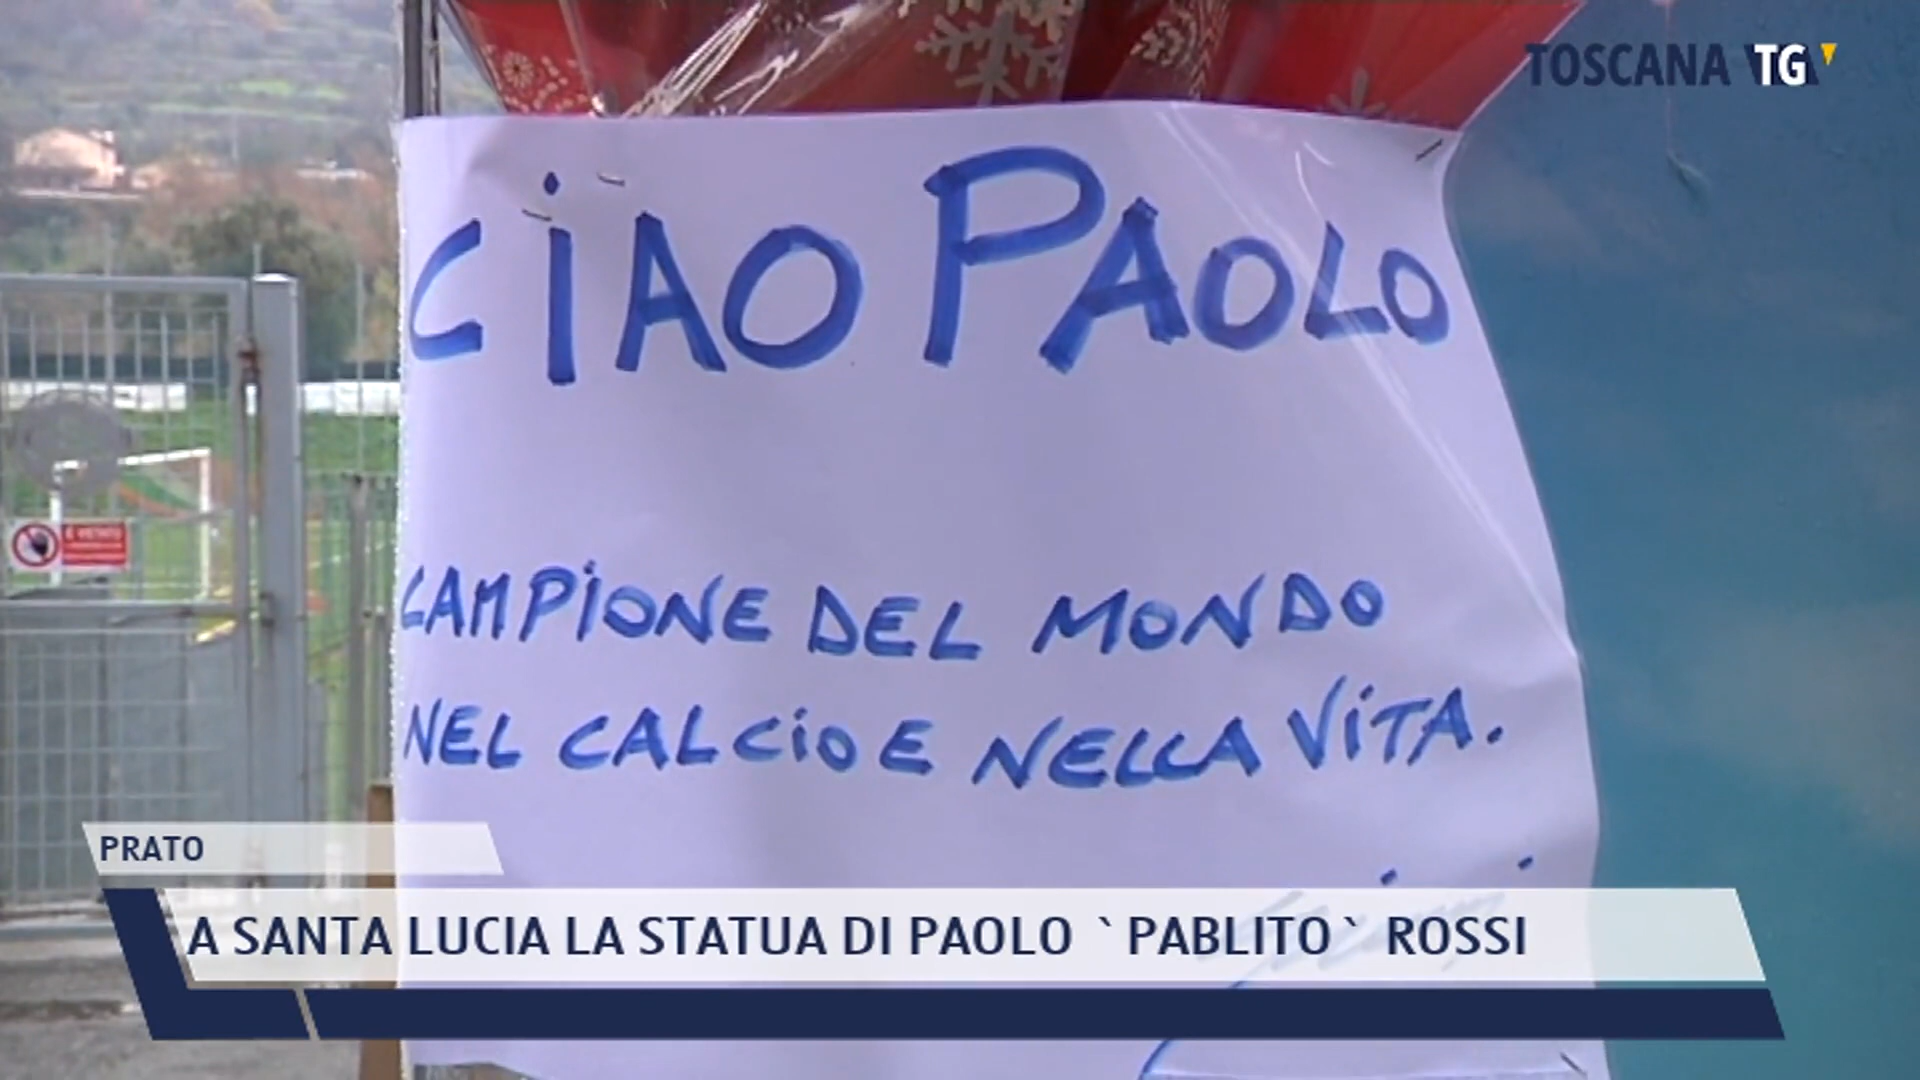 TOSCANA TG
CiAO PAOLO
CAMPiONE DEL MONDO
NEL CALCiO E NELLA ViTA.
È VIETATO
PRATO
A SANTA LUCIA LA STATUA DI PAOLO `PABLITO` ROSSI